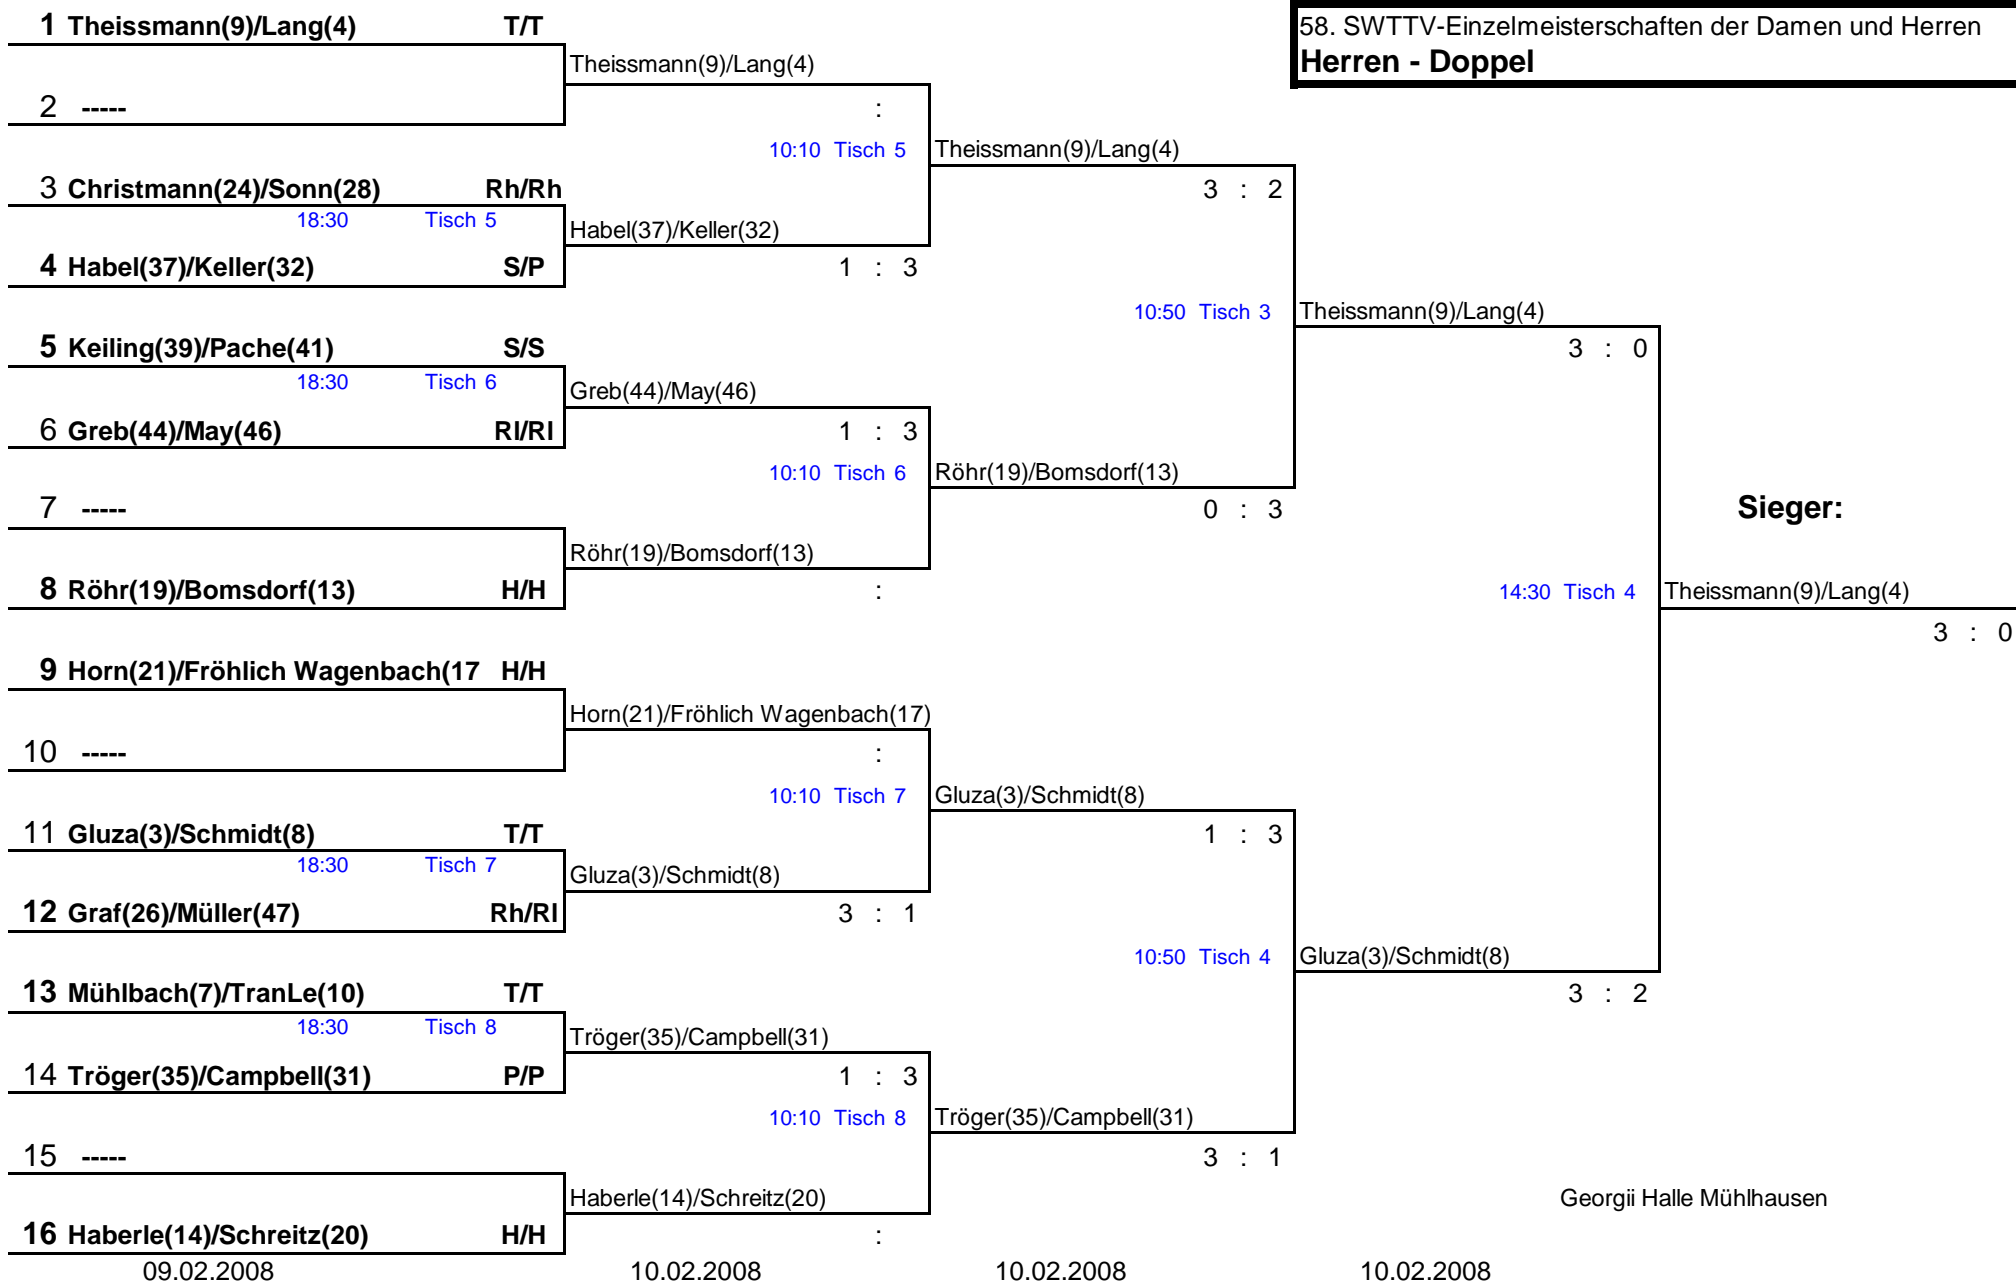 1 Theissmann(9)/Lang(4) T/T
58. SWTTV-Einzelmeisterschaften der Damen und Herren
Herren - Doppel
Theissmann(9)/Lang(4)
2 -----
:
10:10 Tisch 5
Theissmann(9)/Lang(4)
3 Christmann(24)/Sonn(28) Rh/Rh
3 : 2
18:30 Tisch 5
Habel(37)/Keller(32)
4 Habel(37)/Keller(32) S/P
1 : 3
10:50 Tisch 3
Theissmann(9)/Lang(4)
5 Keiling(39)/Pache(41) S/S
3 : 0
18:30 Tisch 6
Greb(44)/May(46)
6 Greb(44)/May(46) Rl/Rl
1 : 3
10:10 Tisch 6
Röhr(19)/Bomsdorf(13)
7 -----
0 : 3
Sieger:
Röhr(19)/Bomsdorf(13)
8 Röhr(19)/Bomsdorf(13) H/H
:
14:30 Tisch 4
Theissmann(9)/Lang(4)
3 : 0
9 Horn(21)/Fröhlich Wagenbach(17 H/H
Horn(21)/Fröhlich Wagenbach(17)
10 -----
:
10:10 Tisch 7
Gluza(3)/Schmidt(8)
11 Gluza(3)/Schmidt(8) T/T
1 : 3
18:30 Tisch 7
Gluza(3)/Schmidt(8)
12 Graf(26)/Müller(47) Rh/Rl
3 : 1
10:50 Tisch 4
Gluza(3)/Schmidt(8)
13 Mühlbach(7)/TranLe(10) T/T
3 : 2
18:30 Tisch 8
Tröger(35)/Campbell(31)
14 Tröger(35)/Campbell(31) P/P
1 : 3
10:10 Tisch 8
Tröger(35)/Campbell(31)
15 -----
3 : 1
Haberle(14)/Schreitz(20)
Georgii Halle Mühlhausen
16 Haberle(14)/Schreitz(20) H/H
:
09.02.2008 10.02.2008 10.02.2008 10.02.2008